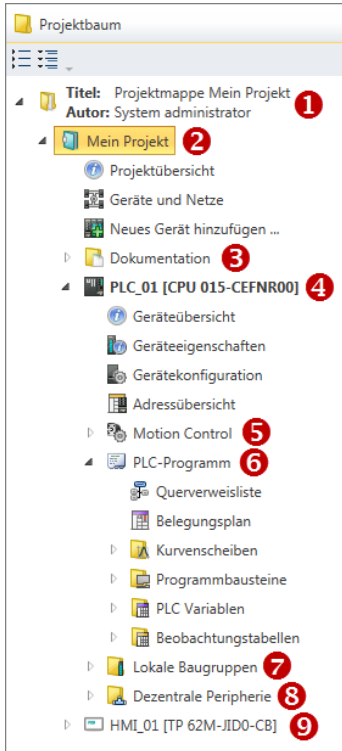 Projektbaum
Titel: Projektmappe Mein Projekt
Autor: System administrator 1
Mein Projekt 2
Projektübersicht
Geräte und Netze
Neues Gerät hinzufügen ...
Dokumentation 3
PLC_01 [CPU 015-CEFNR00] 4
Geräteübersicht
Geräteeigenschaften
Gerätekonfiguration
Adressübersicht
Motion Control 5
PLC-Programm 6
Querverweisliste
Belegungsplan
Kurvenscheiben
Programmbausteine
PLC Variablen
Beobachtungstabellen
Lokale Baugruppen 7
Dezentrale Peripherie 8
HMI_01 [TP 62M-JID0-CB] 9